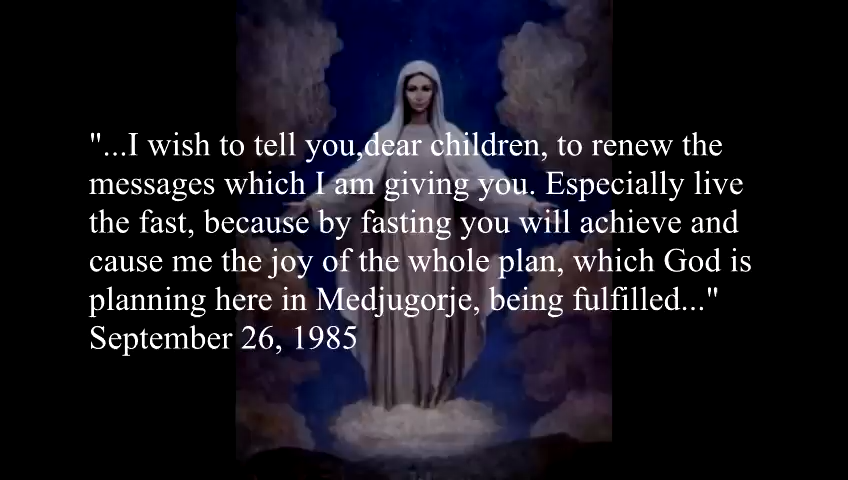 "...I wish to tell you,dear children, to renew the
messages which I am giving you. Especially live
the fast, because by fasting you will achieve and
cause me the joy of the whole plan, which God is
planning here in Medjugorje, being fulfilled..."
September 26, 1985